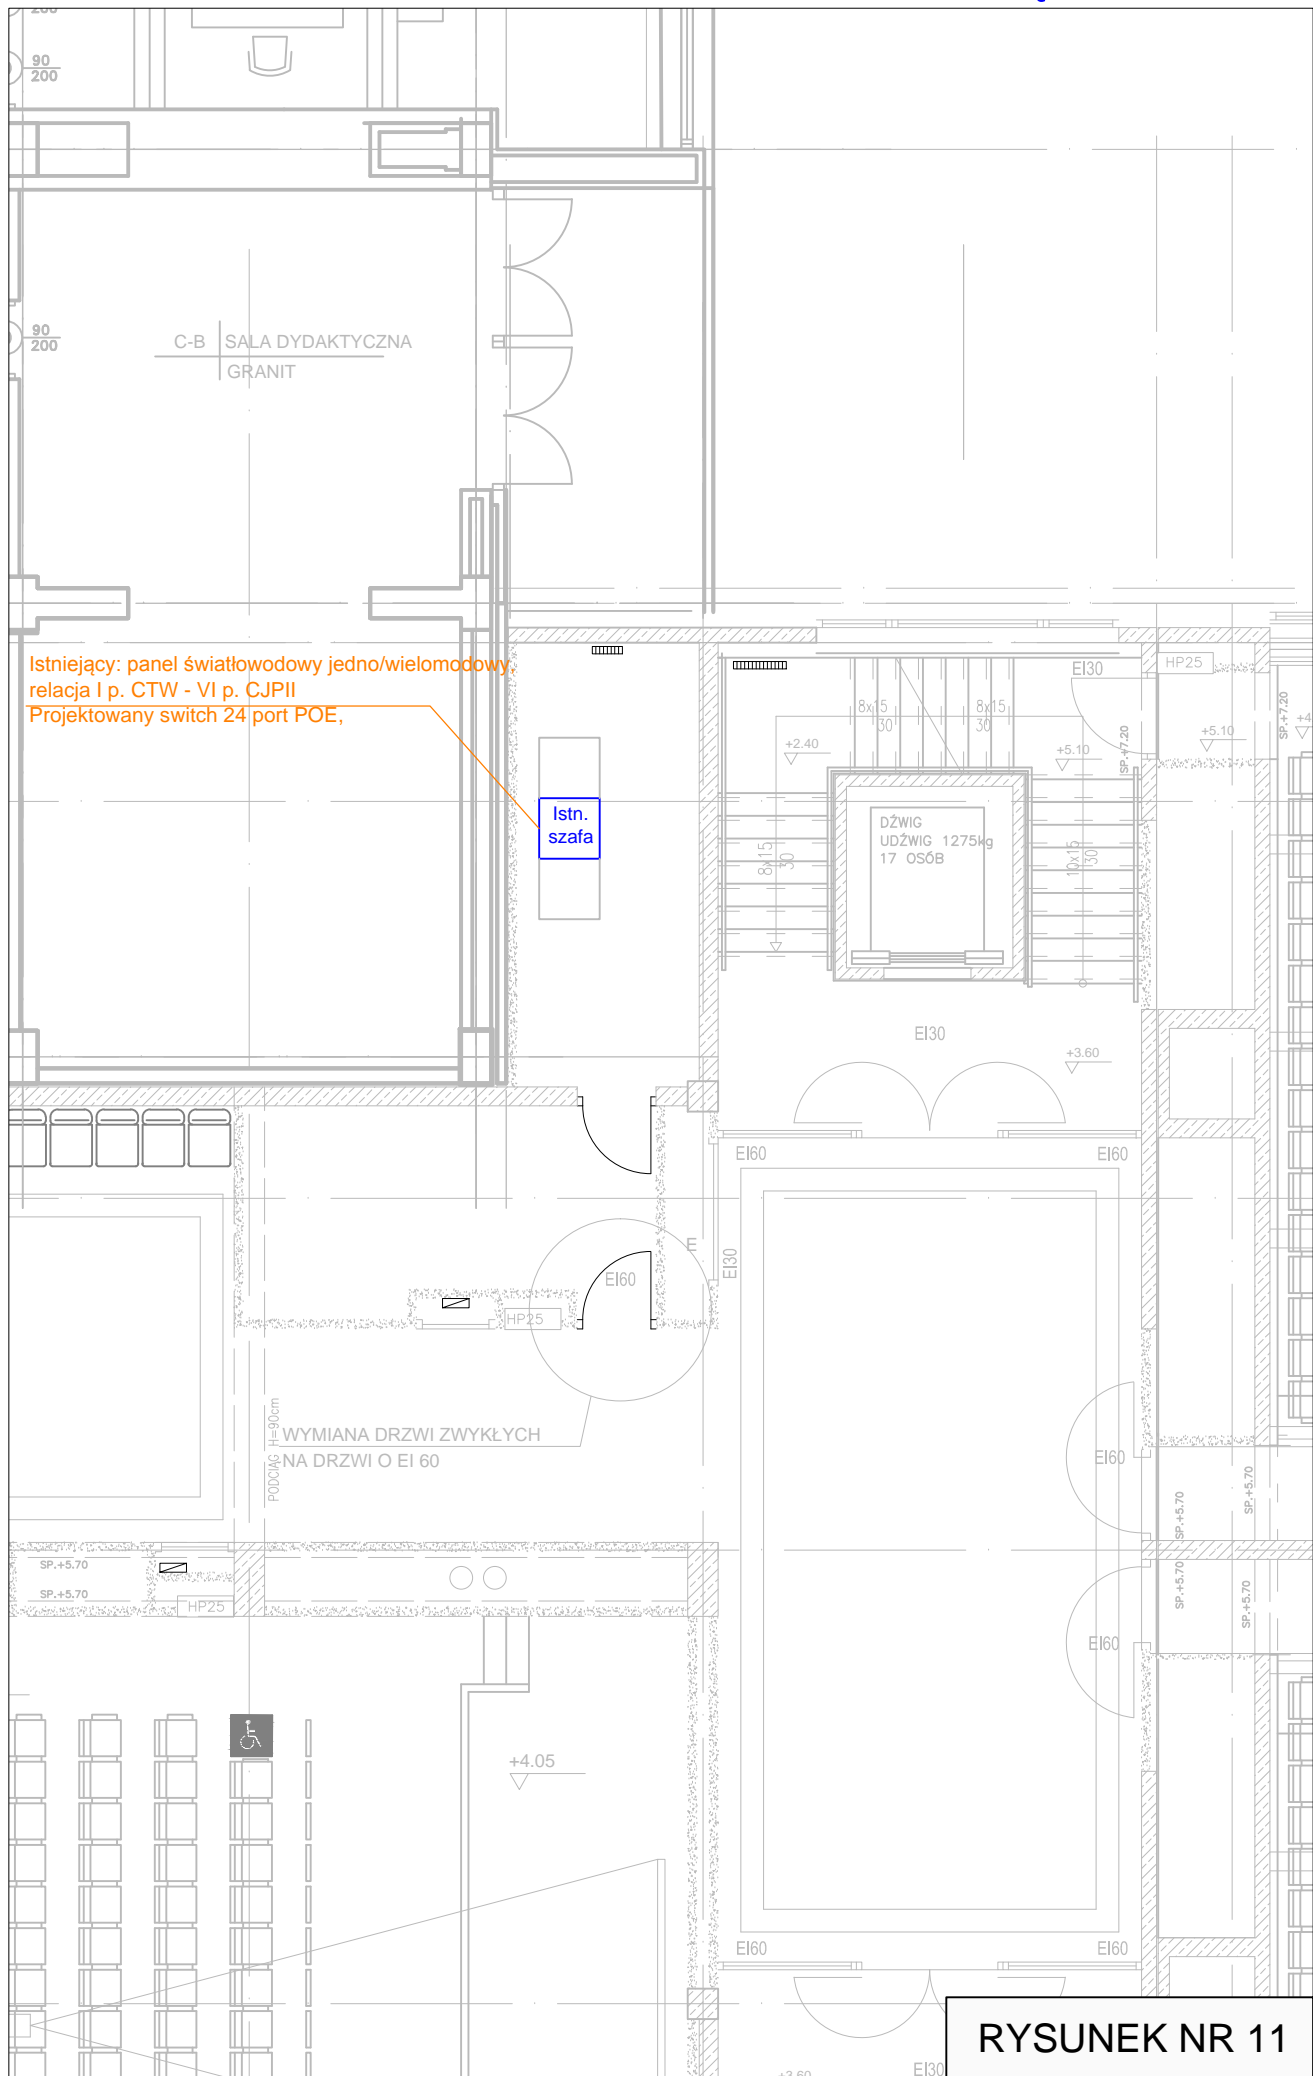 200
90
200
90
200
C-B SALA DYDAKTYCZNA
GRANIT
Istniejący: panel światłowodowy jedno/wielomodowy,
relacja I p. CTW - VI p. CJPII
Projektowany switch 24 port POE,
Istn.
szafa
8x15
30
8x15
30
EI30
HP25
+2.40
+5.10
SP.+7.20
+5.10
SP.+7.20
+4
DŹWIG
UDŹWIG 1275kg
17 OSÓB
8x15
30
10x15
30
EI30
+3.60
EI60
EI60
E
EI30
EI60
HP25
PODCIĄG H=90cm
WYMIANA DRZWI ZWYKŁYCH
NA DRZWI O EI 60
EI60
SP.+5.70
SP.+5.70
SP.+5.70
SP.+5.70
HP25
SP.+5.70
SP.+5.70
EI60
+4.05
EI60
EI60
RYSUNEK NR 11
EI30
+3.60